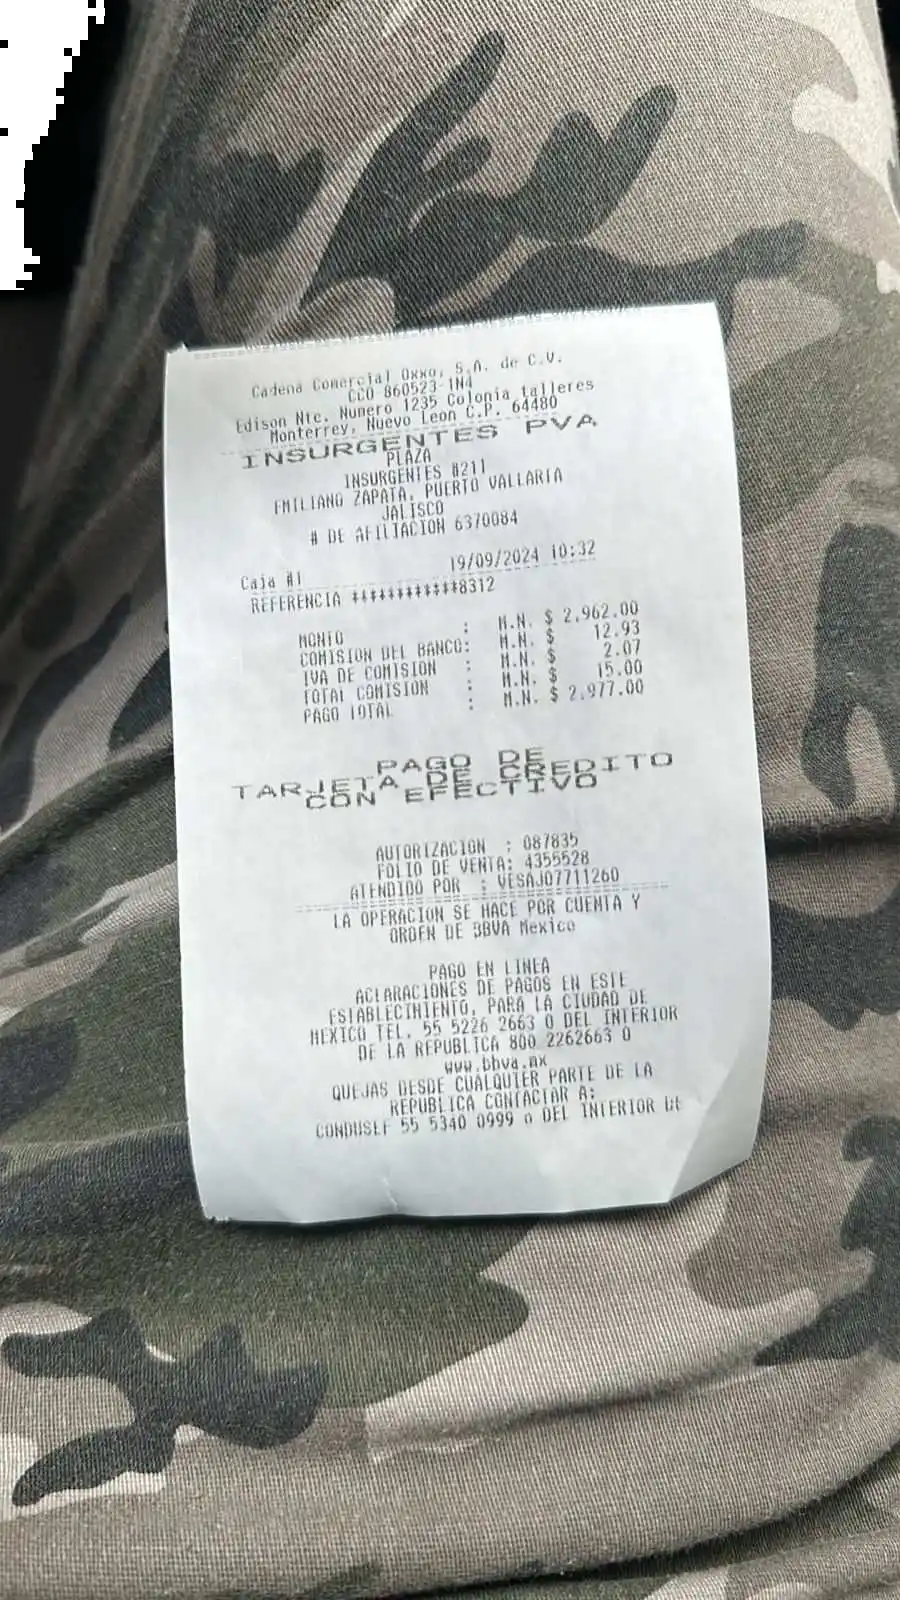 Cadena Comercial Oxxo, S.A. de C.V.
CCO 860523-1N4
Edison Nte. Numero 1235 Colonia talleres
Monterrey, Nuevo Leon C.P. 64480
INSURGENTES PVA
PLAZA
INSURGENTES #211
EMILIANO ZAPATA, PUERTO VALLARTA
JALISCO
# DE AFILIACION 6370084
Caja #1 19/09/2024 10:32
REFERENCIA ************8312
MONTO : M.N. $ 2,962.00
COMISION DEL BANCO: M.N. $ 12.93
IVA DE COMISION : M.N. $ 2.07
TOTAL COMISION : M.N. $ 15.00
PAGO TOTAL : M.N. $ 2,977.00
PAGO DE
TARJETA DE CREDITO
CON EFECTIVO
AUTORIZACION : 087835
FOLIO DE VENTA: 4355528
ATENDIDO POR : VESAJ07711260
LA OPERACION SE HACE POR CUENTA Y
ORDEN DE BBVA Mexico
PAGO EN LINEA
ACLARACIONES DE PAGOS EN ESTE
ESTABLECIMIENTO, PARA LA CIUDAD DE
MEXICO TEL. 55 5226 2663 O DEL INTERIOR
DE LA REPUBLICA 800 2262663 O
www.bbva.mx
QUEJAS DESDE CUALQUIER PARTE DE LA
REPUBLICA CONTACTAR A:
CONDUSEF 55 5340 0999 o DEL INTERIOR DE